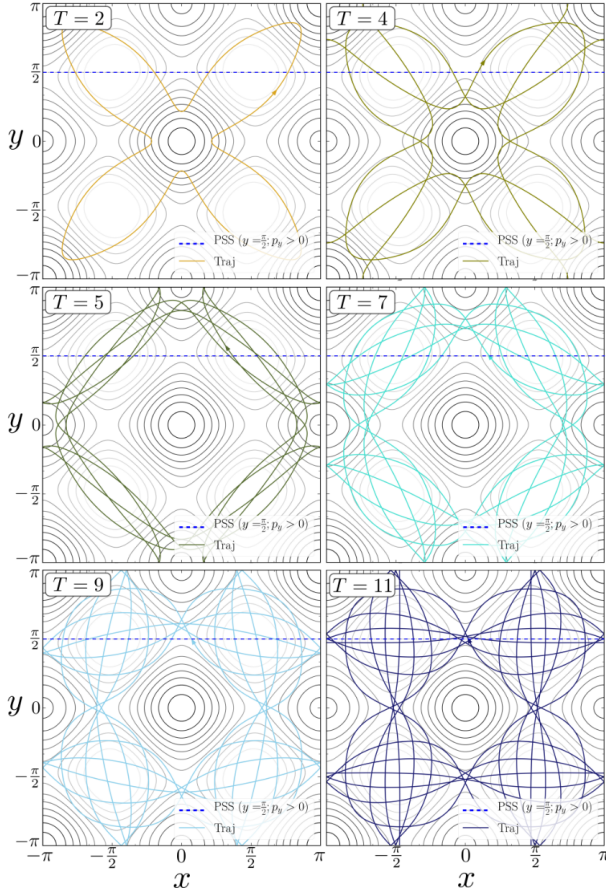 T = 2
T = 4
π
π/2
y 0
−π/2
−π
PSS (y = π/2; p_y > 0)
Traj
PSS (y = π/2; p_y > 0)
Traj
T = 5
T = 7
π
π/2
y 0
−π/2
−π
PSS (y = π/2; p_y > 0)
Traj
PSS (y = π/2; p_y > 0)
Traj
T = 9
T = 11
π
π/2
y 0
−π/2
−π
PSS (y = π/2; p_y > 0)
Traj
PSS (y = π/2; p_y > 0)
Traj
−π −π/2 0 π/2 π
−π/2 0 π/2 π
x
x